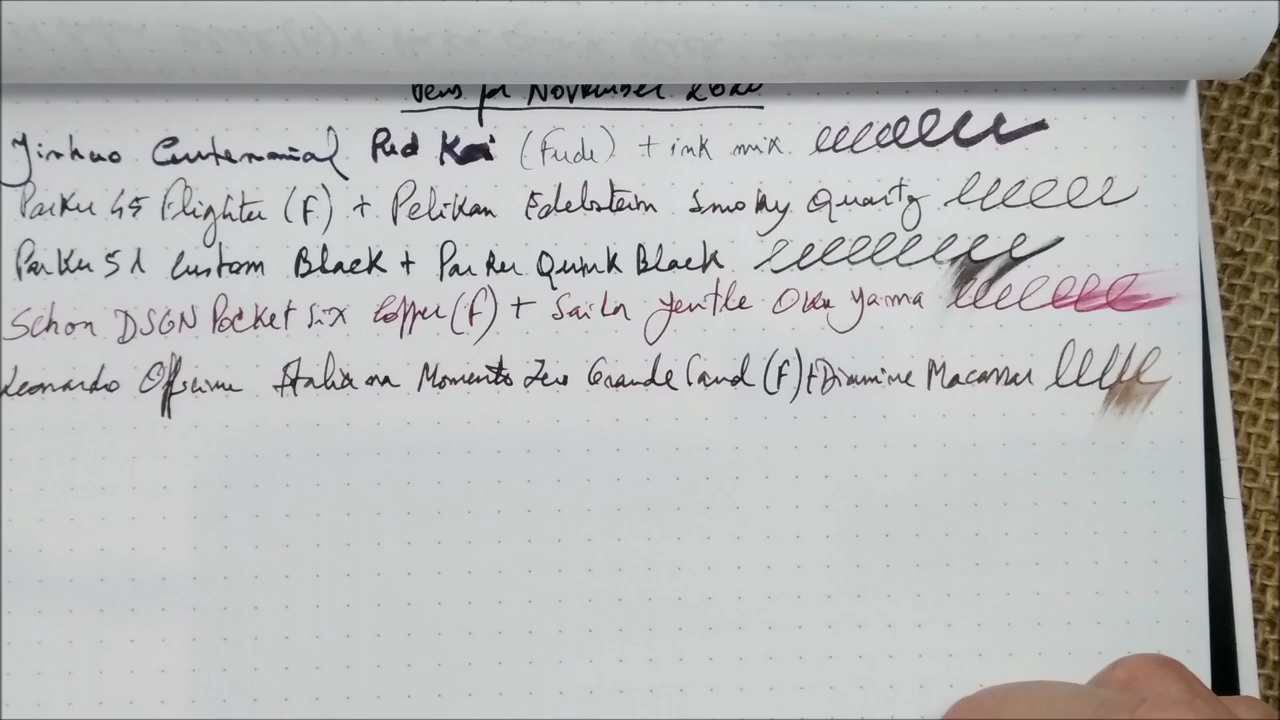 Pens for November 2020
Jinhao Centennial Red Koi (Fude) + ink mix
Parker 45 Flighter (F) + Pelikan Edelstein Smoky Quartz
Parker 51 Custom Black + Parker Quink Black
Schon DSGN Pocket Six Copper (F) + Sailor Jentle Oku Yama
Leonardo Officina Italiana Momento Zero Grande Cand (F) + Diamine Macassar